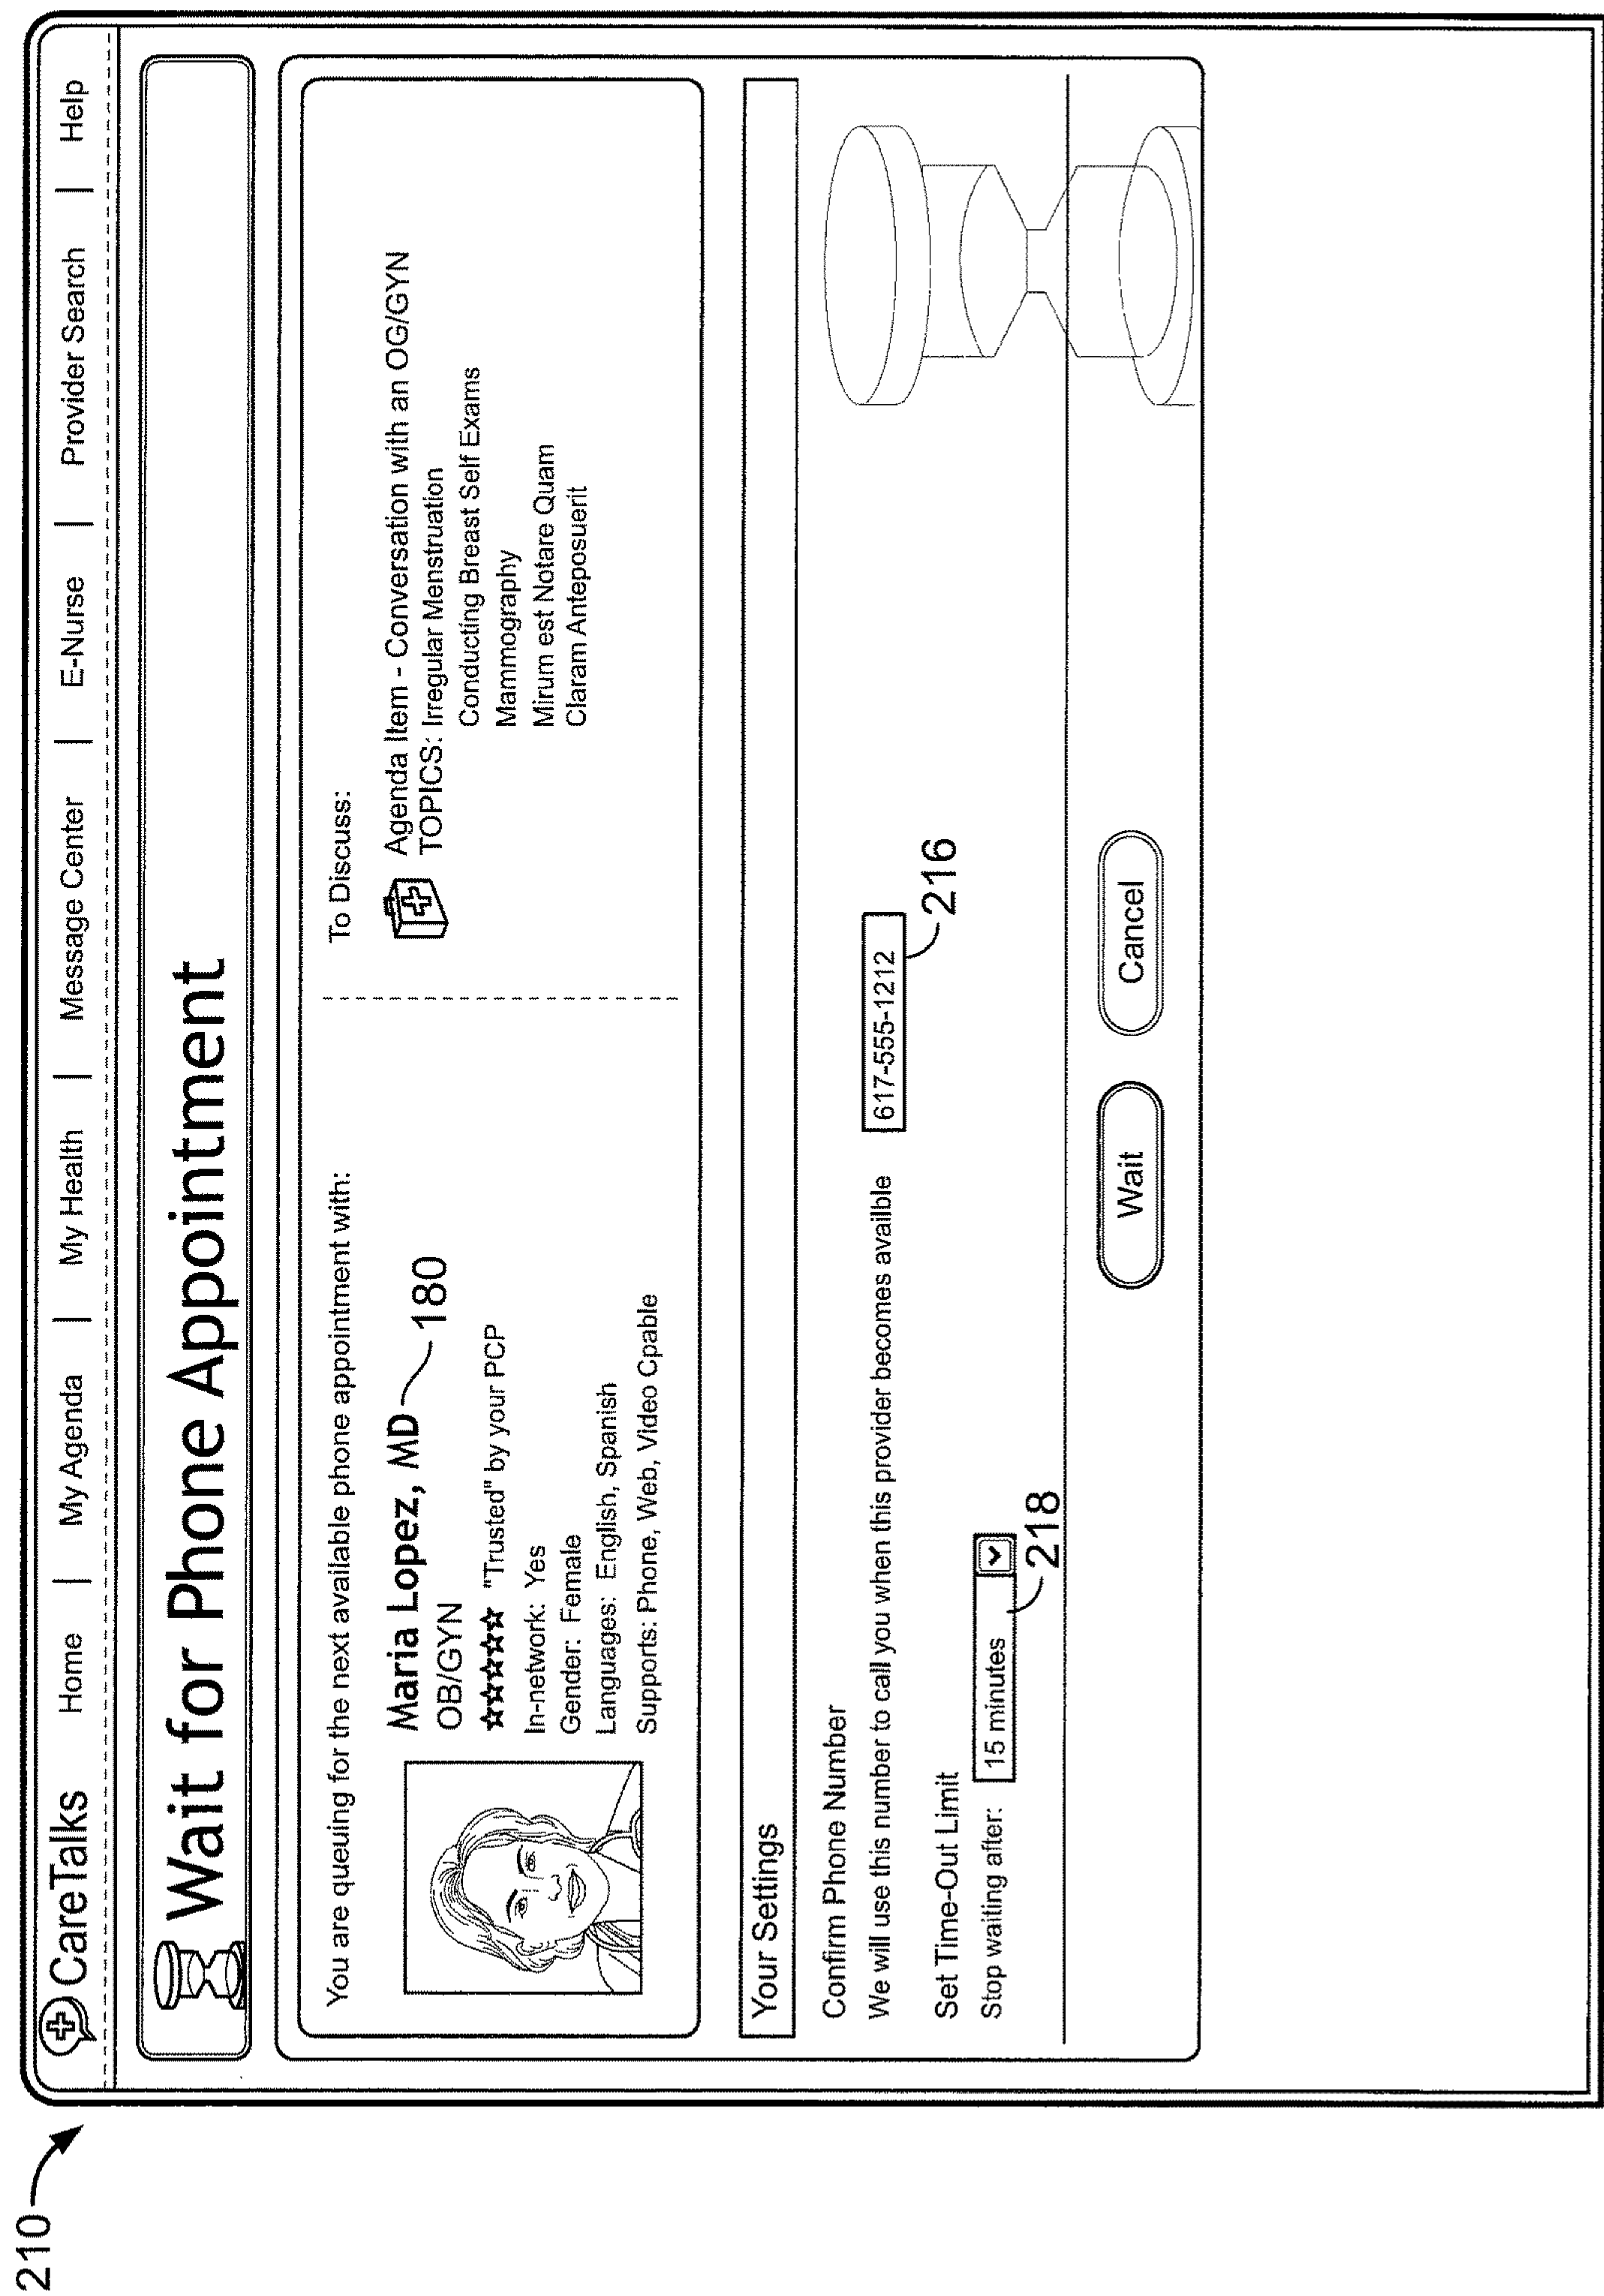 210
CareTalks
Home | My Agenda | My Health | Message Center | E-Nurse | Provider Search | Help
Wait for Phone Appointment
You are queuing for the next available phone appointment with:
Maria Lopez, MD 180
OB/GYN
"Trusted" by your PCP
In-network: Yes
Gender: Female
Languages: English, Spanish
Supports: Phone, Web, Video Cpable
To Discuss:
Agenda Item - Conversation with an OG/GYN
TOPICS: Irregular Menstruation
Conducting Breast Self Exams
Mammography
Mirum est Notare Quam
Claram Anteposuerit
Your Settings
Confirm Phone Number
We will use this number to call you when this provider becomes availble 617-555-1212
216
Set Time-Out Limit
Stop waiting after: 15 minutes
218
Wait Cancel